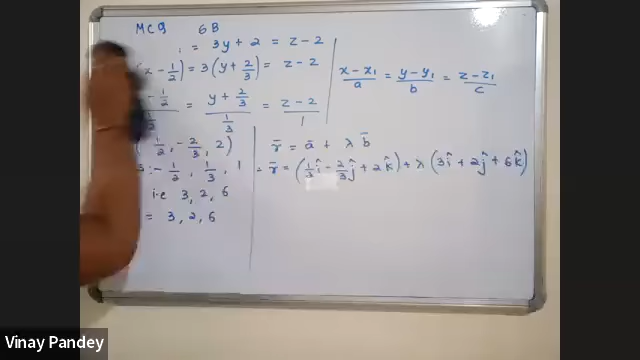 MCQ 6B
= 3y + 2 = z - 2
(x - 1/2) = 3(y + 2/3) = z - 2
- 1/2 / 1/2 = y + 2/3 / 1/3 = z - 2 / 1
(1/2, -2/3, 2)
:- 1/2, 1/3, 1
i.e 3, 2, 6
= 3, 2, 6
x - x₁ / a = y - y₁ / b = z - z₁ / c
r̄ = ā + λ b̄
r̄ = (1/3 î - 2/3 ĵ + 2k̂) + λ (3î + 2ĵ + 6k̂)
Vinay Pandey